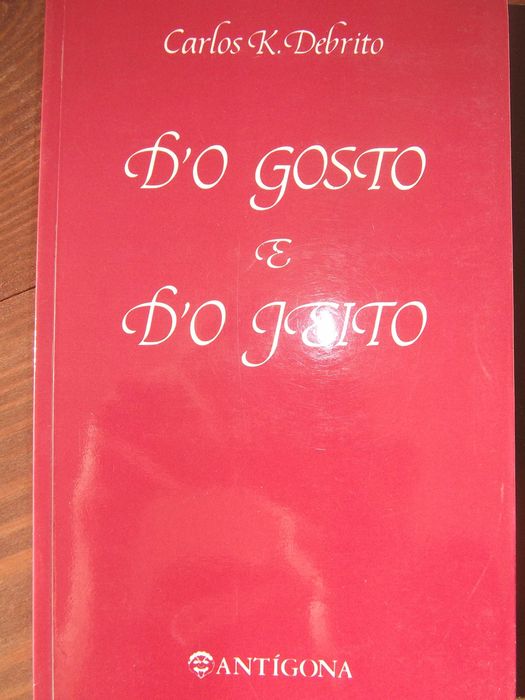 Carlos K. Debrito
D'O GOSTO
E
D'O JEITO
ANTÍGONA